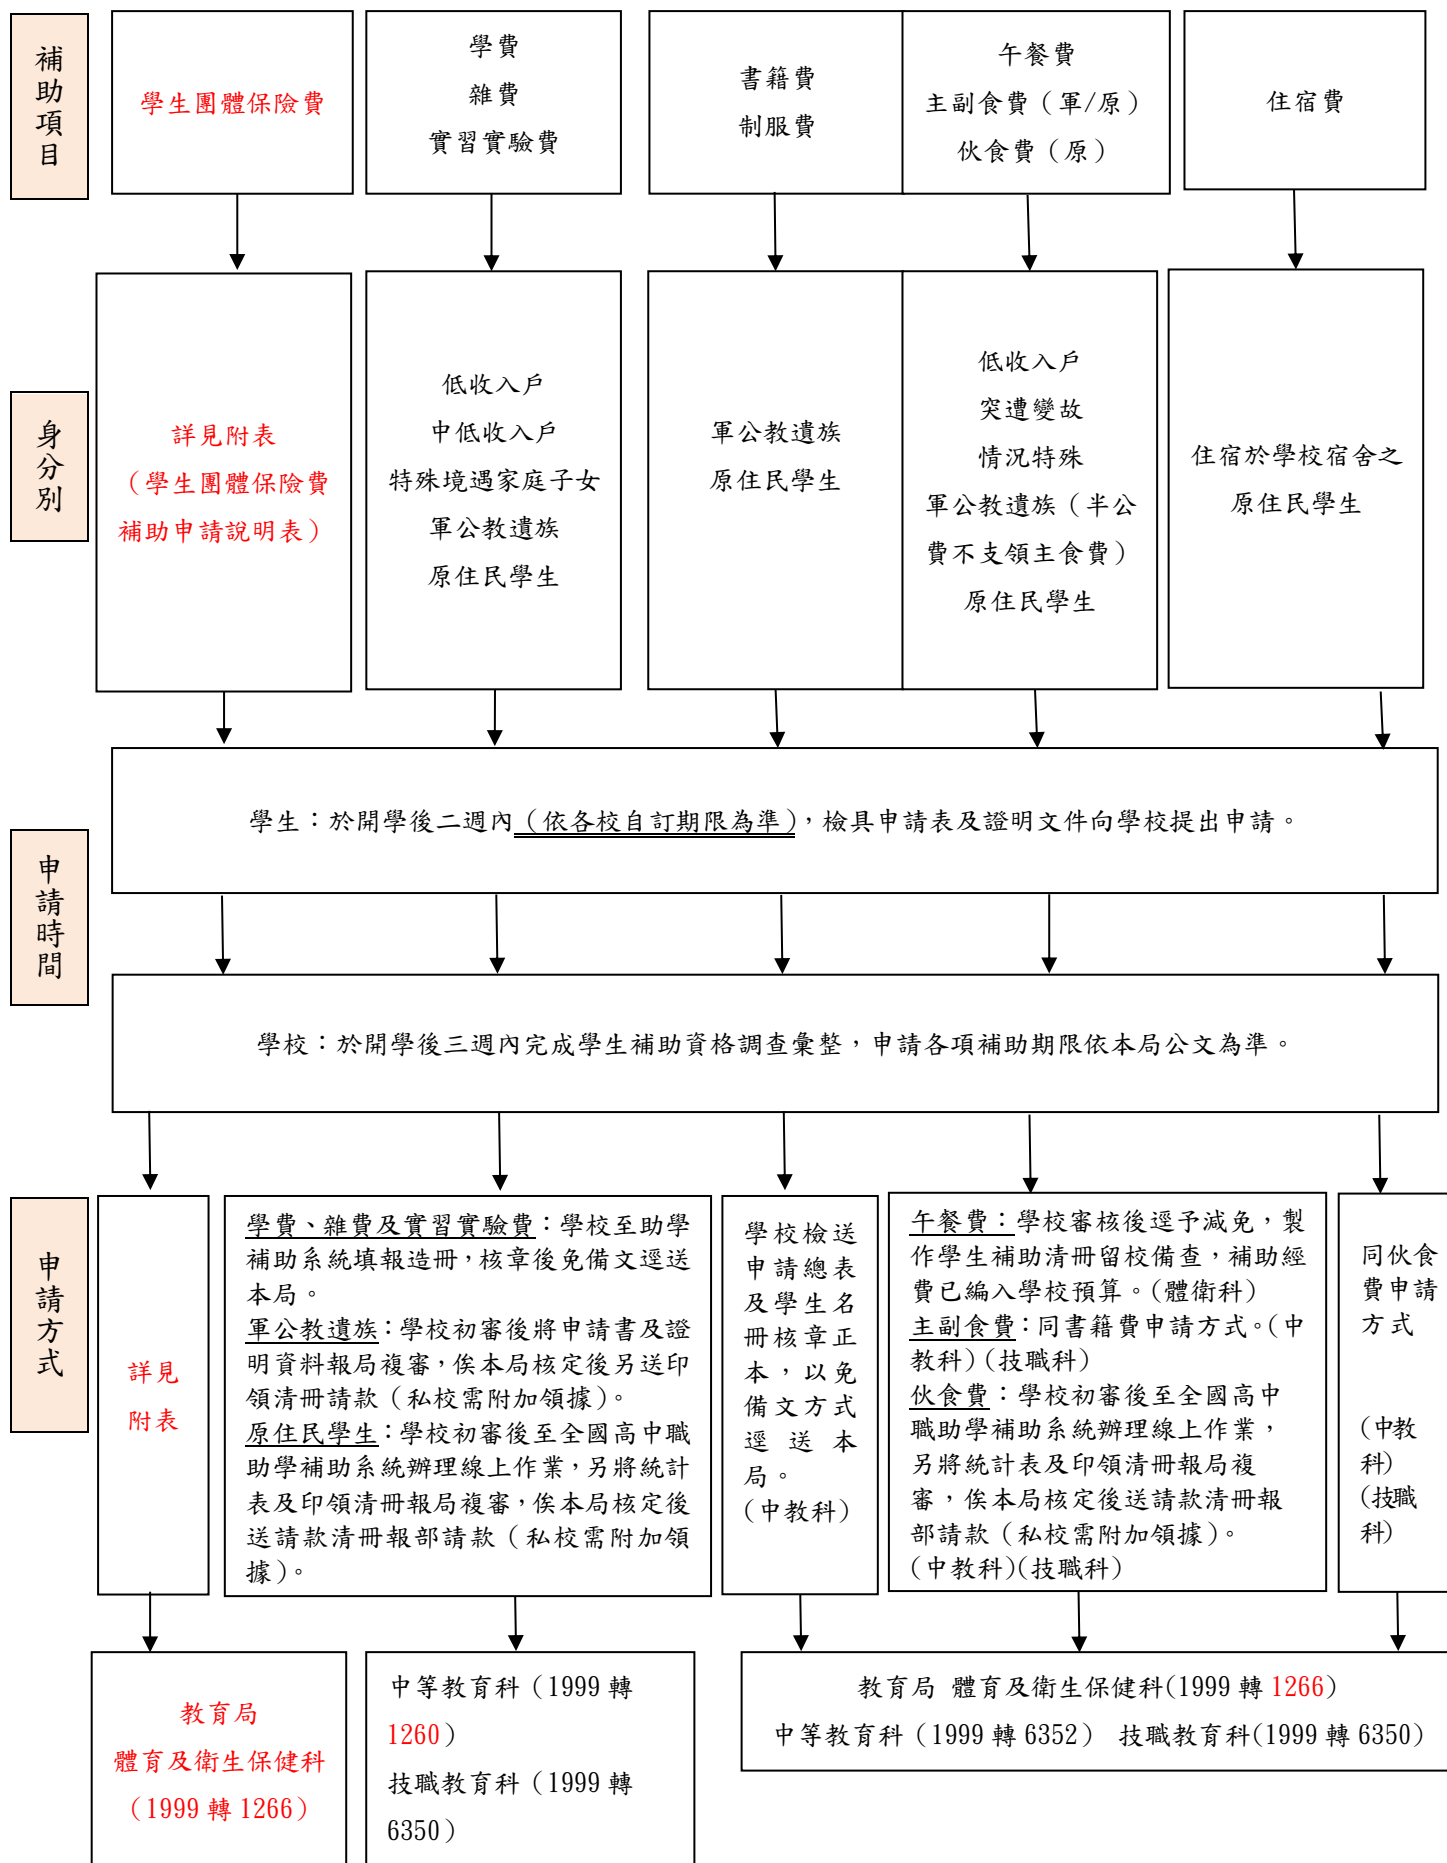 補助項目
學生團體保險費
學費
雜費
實習實驗費
書籍費
制服費
午餐費
主副食費（軍/原）
伙食費（原）
住宿費
身分別
詳見附表
（學生團體保險費
補助申請說明表）
低收入戶
中低收入戶
特殊境遇家庭子女
軍公教遺族
原住民學生
軍公教遺族
原住民學生
低收入戶
突遭變故
情況特殊
軍公教遺族（半公
費不支領主食費）
原住民學生
住宿於學校宿舍之
原住民學生
申請時間
學生：於開學後二週內（依各校自訂期限為準），檢具申請表及證明文件向學校提出申請。
學校：於開學後三週內完成學生補助資格調查彙整，申請各項補助期限依本局公文為準。
申請方式
詳見
附表
學費、雜費及實習實驗費：學校至助學
補助系統填報造冊，核章後免備文逕送
本局。
軍公教遺族：學校初審後將申請書及證
明資料報局複審，俟本局核定後另送印
領清冊請款（私校需附加領據）。
原住民學生：學校初審後至全國高中職
助學補助系統辦理線上作業，另將統計
表及印領清冊報局複審，俟本局核定後
送請款清冊報部請款（私校需附加領
據）。
學校檢送
申請總表
及學生名
冊核章正
本，以免
備文方式
逕送本
局。
(中教科)
午餐費：學校審核後逕予減免，製
作學生補助清冊留校備查，補助經
費已編入學校預算。(體衛科)
主副食費：同書籍費申請方式。(中
教科)(技職科)
伙食費：學校初審後至全國高中
職助學補助系統辦理線上作業，
另將統計表及印領清冊報局複
審，俟本局核定後送請款清冊報
部請款（私校需附加領據）。
(中教科)(技職科)
同伙食
費申請
方式
(中教
科)
(技職
科)
教育局
體育及衛生保健科
（1999 轉 1266）
中等教育科（1999 轉
1260）
技職教育科（1999 轉
6350）
教育局 體育及衛生保健科(1999 轉 1266)
中等教育科（1999 轉 6352） 技職教育科(1999 轉 6350)